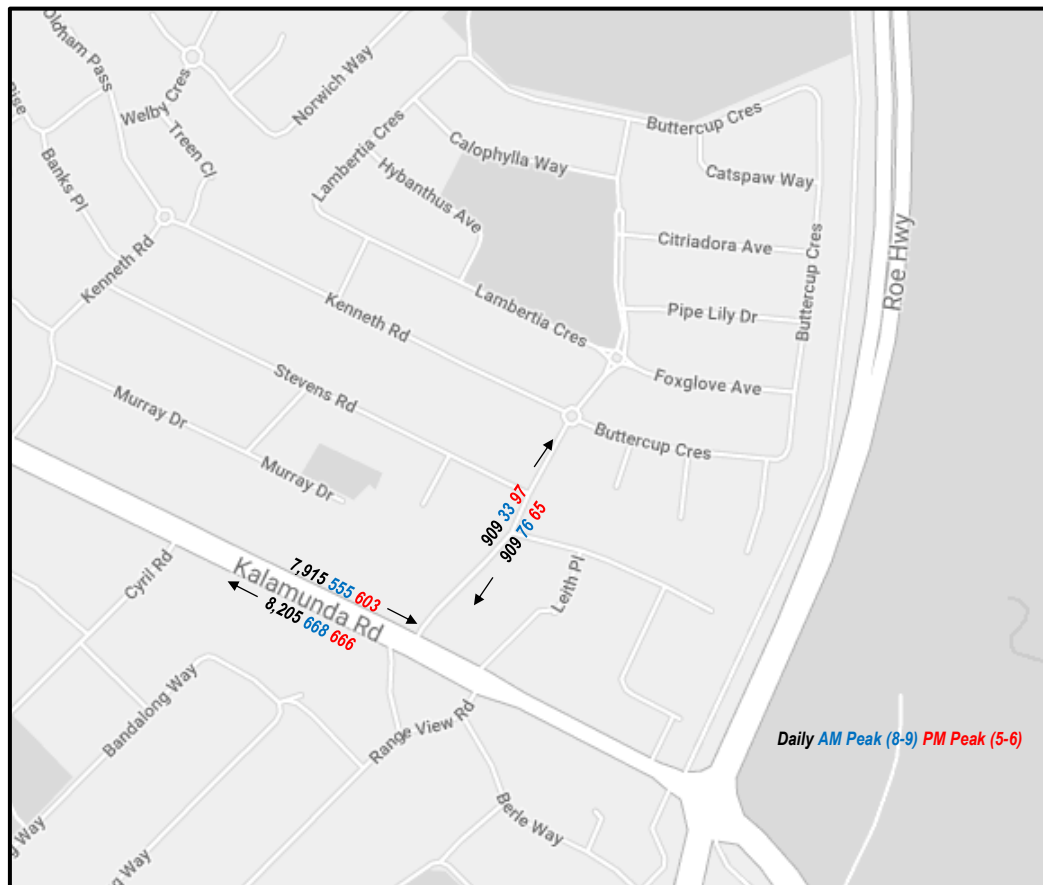 Oldham Pass
Welby Cres
Norwich Way
Treen Cl
Rise
Banks Pl
Lambertia Cres
Calophylla Way
Hybanthus Ave
Buttercup Cres
Catspaw Way
Citriadora Ave
Buttercup Cres
Roe Hwy
Kenneth Rd
Kenneth Rd
Lambertia Cres
Pipe Lily Dr
Stevens Rd
Foxglove Ave
Murray Dr
Buttercup Cres
Murray Dr
909 33 97
909 76 65
Cyril Rd
7,915 555 603
Kalamunda Rd
8,205 668 666
Leith Pl
Bandalong Way
Range View Rd
Daily AM Peak (8-9) PM Peak (5-6)
Berle Way
g Way
g Way